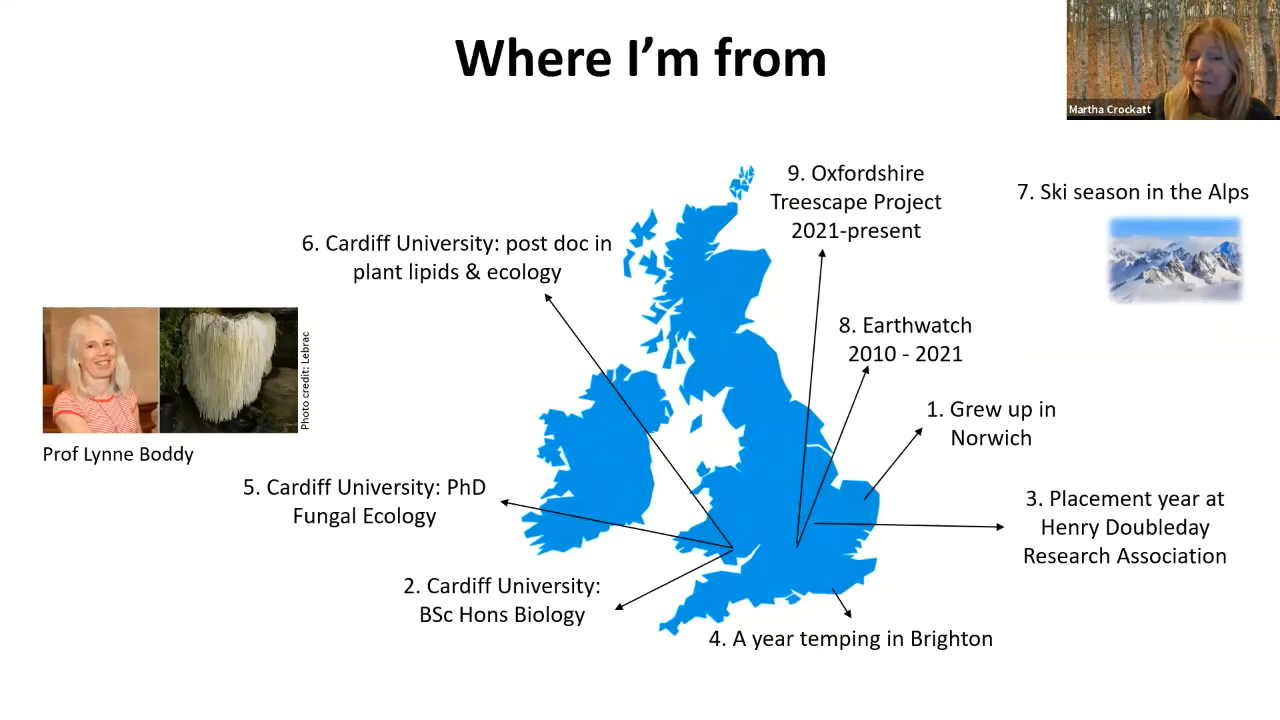 Where I'm from
Martha Crockatt
9. Oxfordshire
Treescape Project
2021-present
7. Ski season in the Alps
6. Cardiff University: post doc in
plant lipids & ecology
8. Earthwatch
2010 - 2021
Photo credit: Lebrac
Prof Lynne Boddy
1. Grew up in
Norwich
5. Cardiff University: PhD
Fungal Ecology
3. Placement year at
Henry Doubleday
Research Association
2. Cardiff University:
BSc Hons Biology
4. A year temping in Brighton